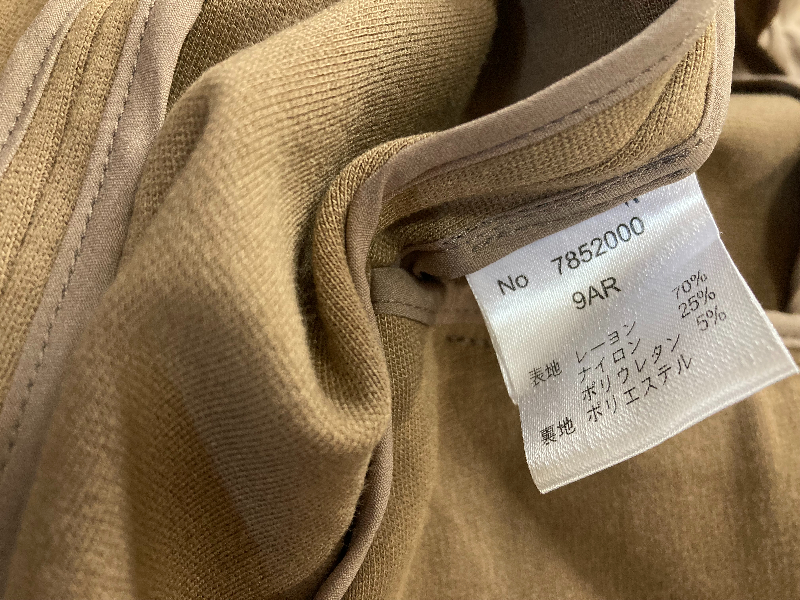 No 7852000
9AR
表地 レーヨン 70%
ナイロン 25%
ポリウレタン 5%
裏地 ポリエステル